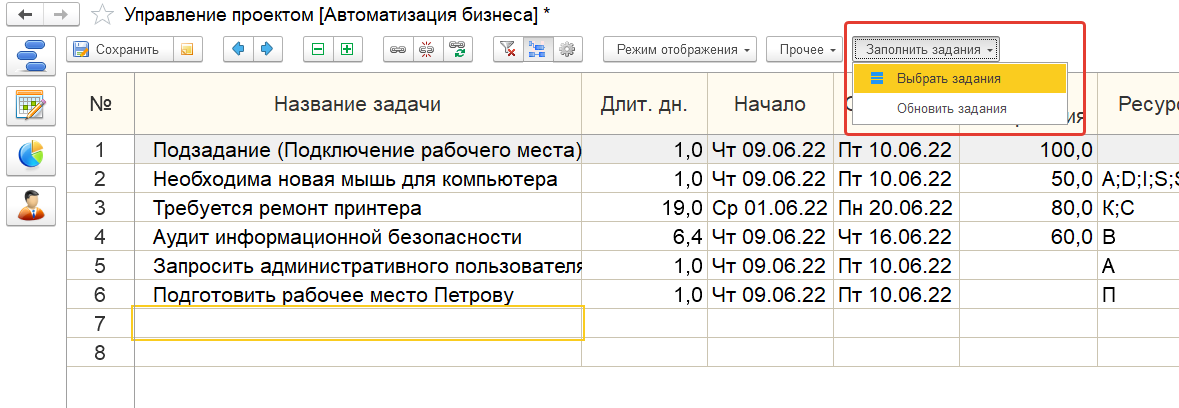 Управление проектом [Автоматизация бизнеса] *
Сохранить Режим отображения Прочее Заполнить задания
Выбрать задания
Обновить задания
№ Название задачи Длит. дн. Начало Ресур
1 Подзадание (Подключение рабочего места) 1,0 Чт 09.06.22 Пт 10.06.22 100,0
2 Необходима новая мышь для компьютера 1,0 Чт 09.06.22 Пт 10.06.22 50,0 A;D;I;S;S
3 Требуется ремонт принтера 19,0 Ср 01.06.22 Пн 20.06.22 80,0 К;С
4 Аудит информационной безопасности 6,4 Чт 09.06.22 Чт 16.06.22 60,0 В
5 Запросить административного пользователя 1,0 Чт 09.06.22 Пт 10.06.22 А
6 Подготовить рабочее место Петрову 1,0 Чт 09.06.22 Пт 10.06.22 П
7
8